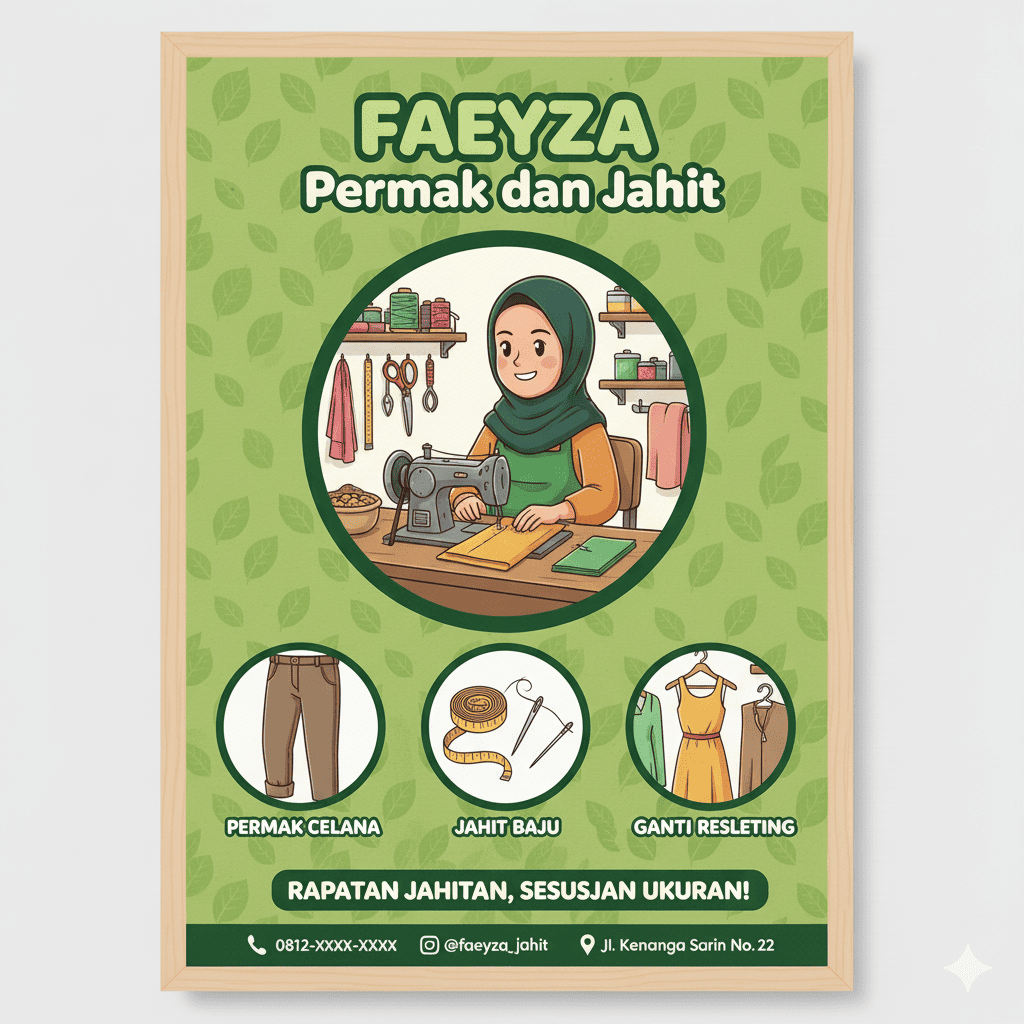 FAEYZA
Permak dan Jahit
PERMAK CELANA
JAHIT BAJU
GANTI RESLETING
RAPATAN JAHITAN, SESUSJAN UKURAN!
0812-XXXX-XXXX @faeyza_jahit Jl. Kenanga Sarin No. 22